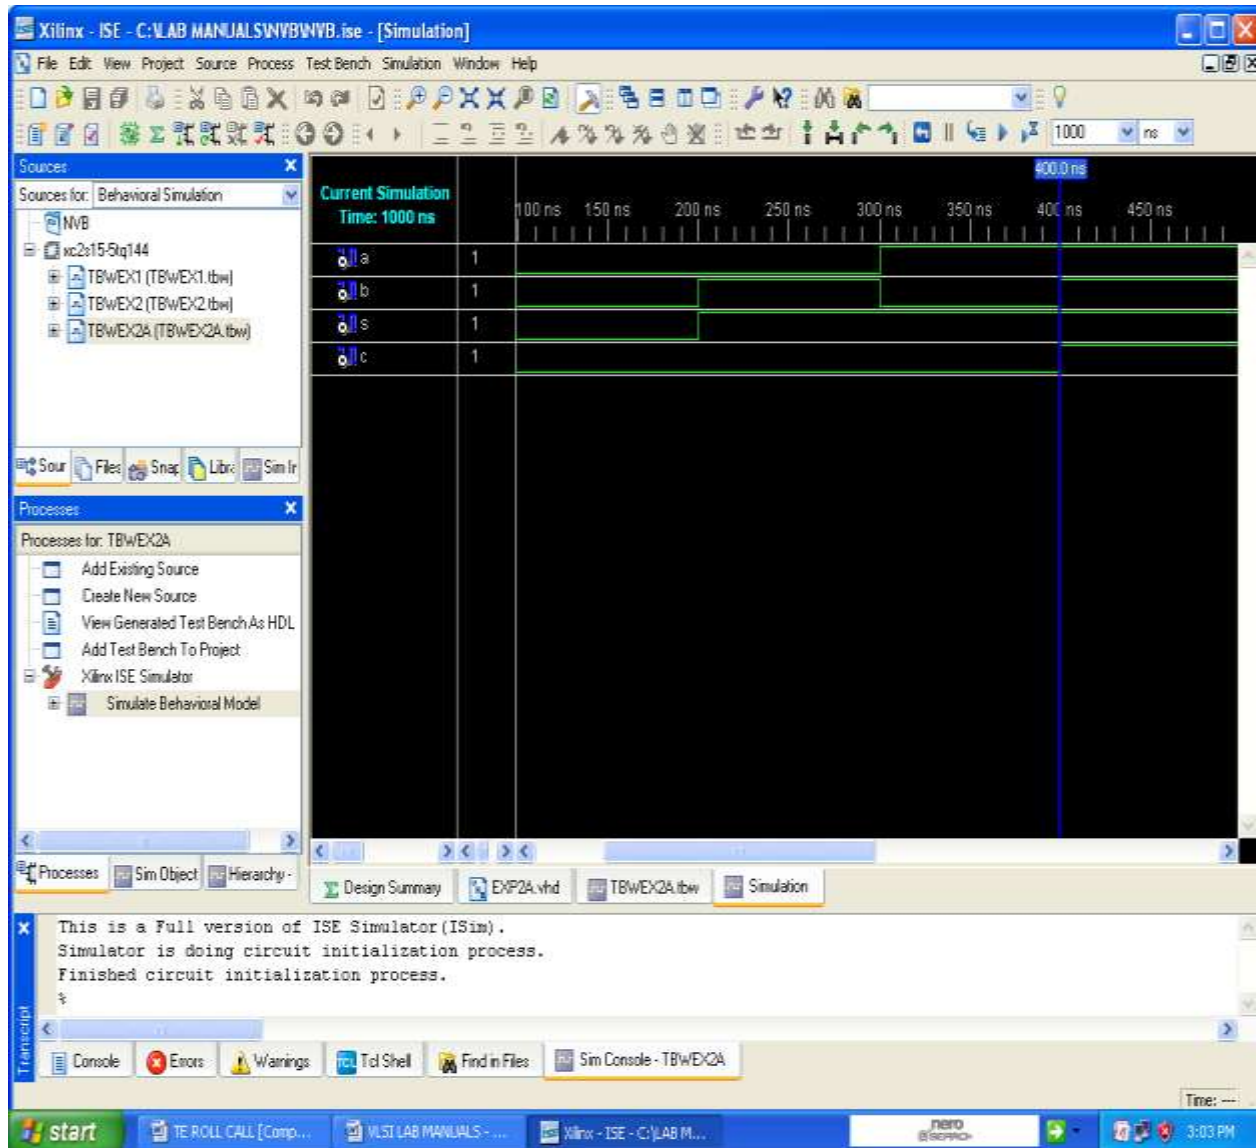 Xilinx - ISE - C:\LAB MANUALS\NVB\NVB.ise - [Simulation]
File Edit View Project Source Process Test Bench Simulation Window Help
1000 ns
Sources
Sources for: Behavioral Simulation
NVB
xc2s15-5tq144
TBWEX1 (TBWEX1.tbw)
TBWEX2 (TBWEX2.tbw)
TBWEX2A (TBWEX2A.tbw)
Sour Files Snap Libra Sim Ir
Processes
Processes for: TBWEX2A
Add Existing Source
Create New Source
View Generated Test Bench As HDL
Add Test Bench To Project
Xilinx ISE Simulator
Simulate Behavioral Model
Processes Sim Object Hierarchy -
Current Simulation
Time: 1000 ns
400.0 ns
100 ns 150 ns 200 ns 250 ns 300 ns 350 ns 400 ns 450 ns
a 1
b 1
s 1
c 1
Design Summary EXP2A.vhd TBWEX2A.tbw Simulation
This is a Full version of ISE Simulator(ISim).
Simulator is doing circuit initialization process.
Finished circuit initialization process.
%
Transcript
Console Errors Warnings Tcl Shell Find in Files Sim Console - TBWEX2A
Time: ---
start TE ROLL CALL [Comp... VLSI LAB MANUALS - .... Xilinx - ISE - C:\LAB M... nero 3:03 PM